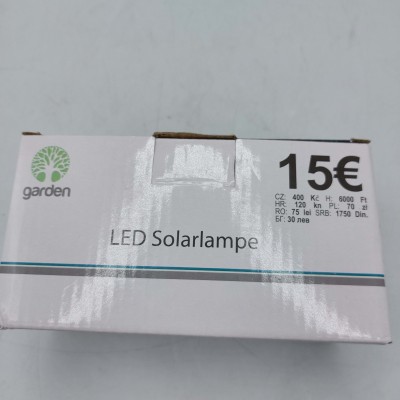 garden
15€
CZ: 400 Kč H: 6000 Ft
HR: 120 kn PL: 70 zł
RO: 75 lei SRB: 1750 Din.
БГ: 30 лев
LED Solarlampe